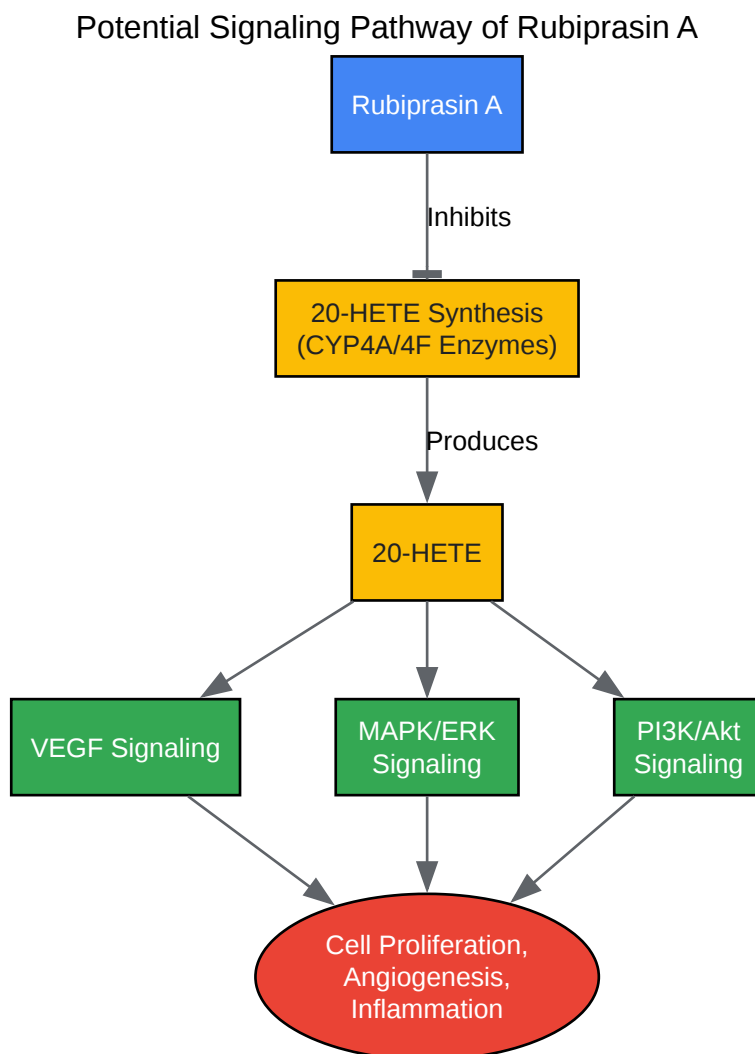 Potential Signaling Pathway of Rubiprasin A
Rubiprasin A
Inhibits
20-HETE Synthesis
(CYP4A/4F Enzymes)
Produces
20-HETE
VEGF Signaling
MAPK/ERK
Signaling
PI3K/Akt
Signaling
Cell Proliferation,
Angiogenesis,
Inflammation